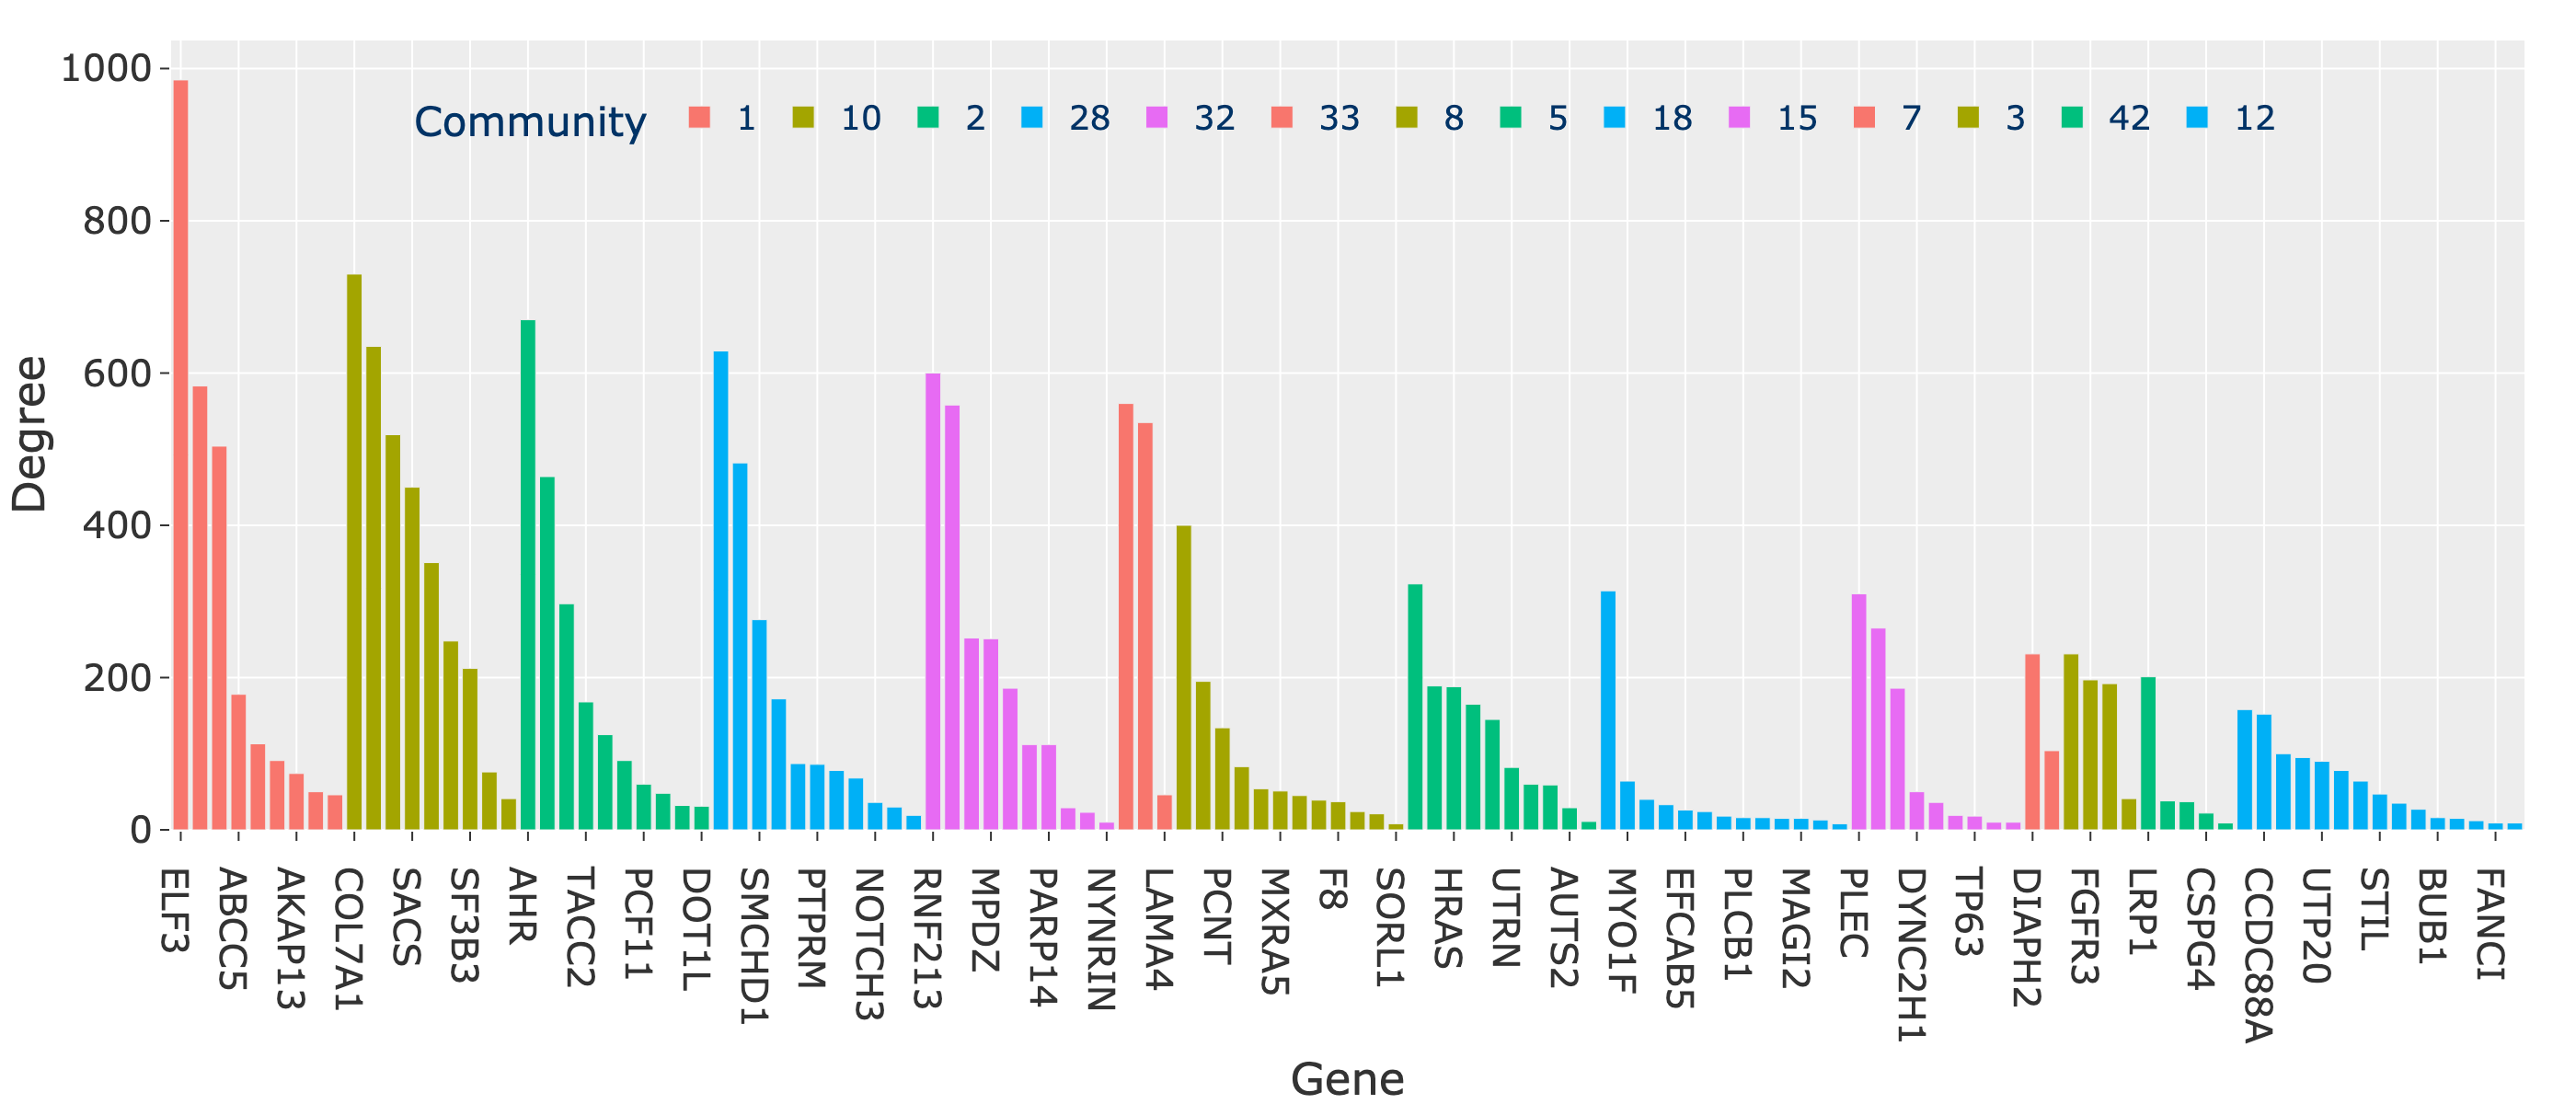 Community 1 10 2 28 32 33 8 5 18 15 7 3 42 12
1000
800
600
400
200
0
Degree
ELF3 ABCC5 AKAP13 COL7A1 SACS SF3B3 AHR TACC2 PCF11 DOT1L SMCHD1 PTPRM NOTCH3 RNF213 MPDZ PARP14 NYNRIN LAMA4 PCNT MXRA5 F8 SORL1 HRAS UTRN AUTS2 MYO1F EFCAB5 PLCB1 MAGI2 PLEC DYNC2H1 TP63 DIAPH2 FGFR3 LRP1 CSPG4 CCDC88A UTP20 STIL BUB1 FANCI
Gene